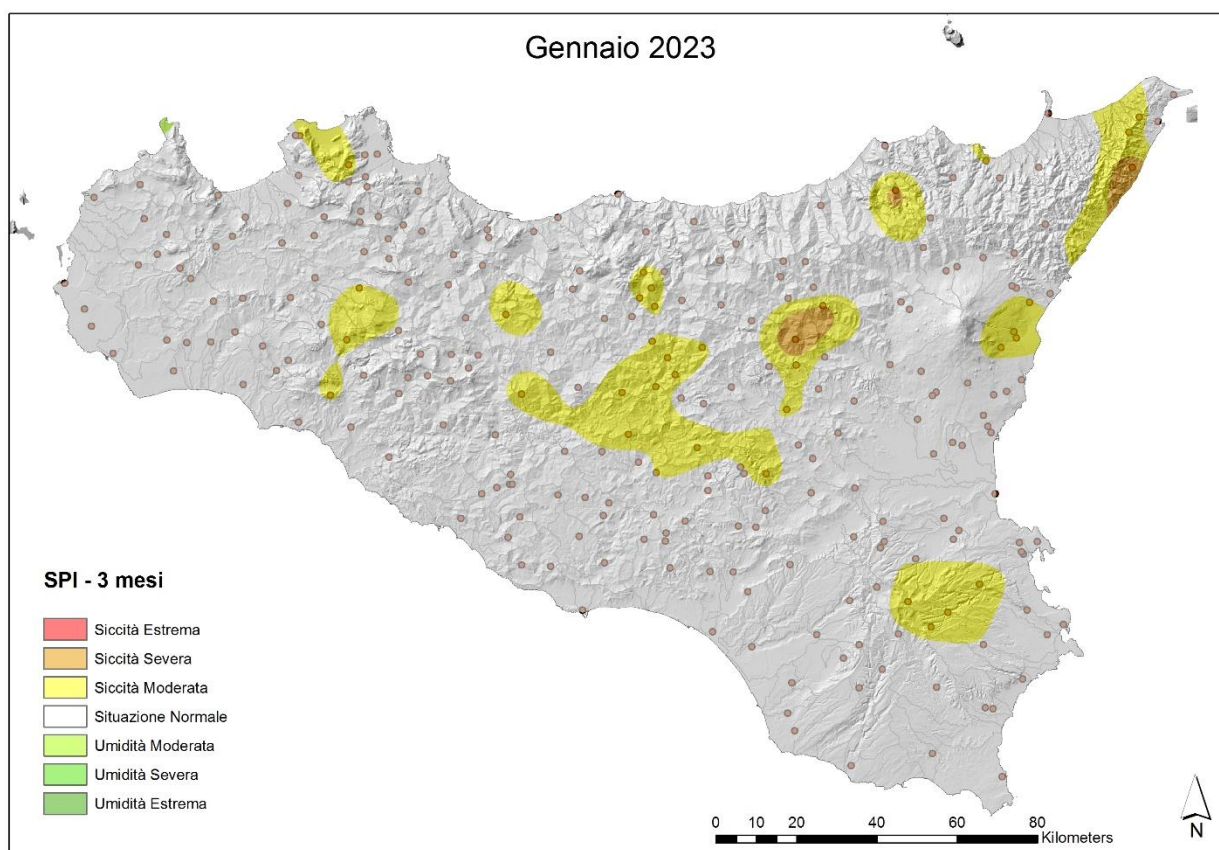 Gennaio 2023
SPI - 3 mesi
Siccità Estrema
Siccità Severa
Siccità Moderata
Situazione Normale
Umidità Moderata
Umidità Severa
Umidità Estrema
0 10 20 40 60 80
Kilometers
N